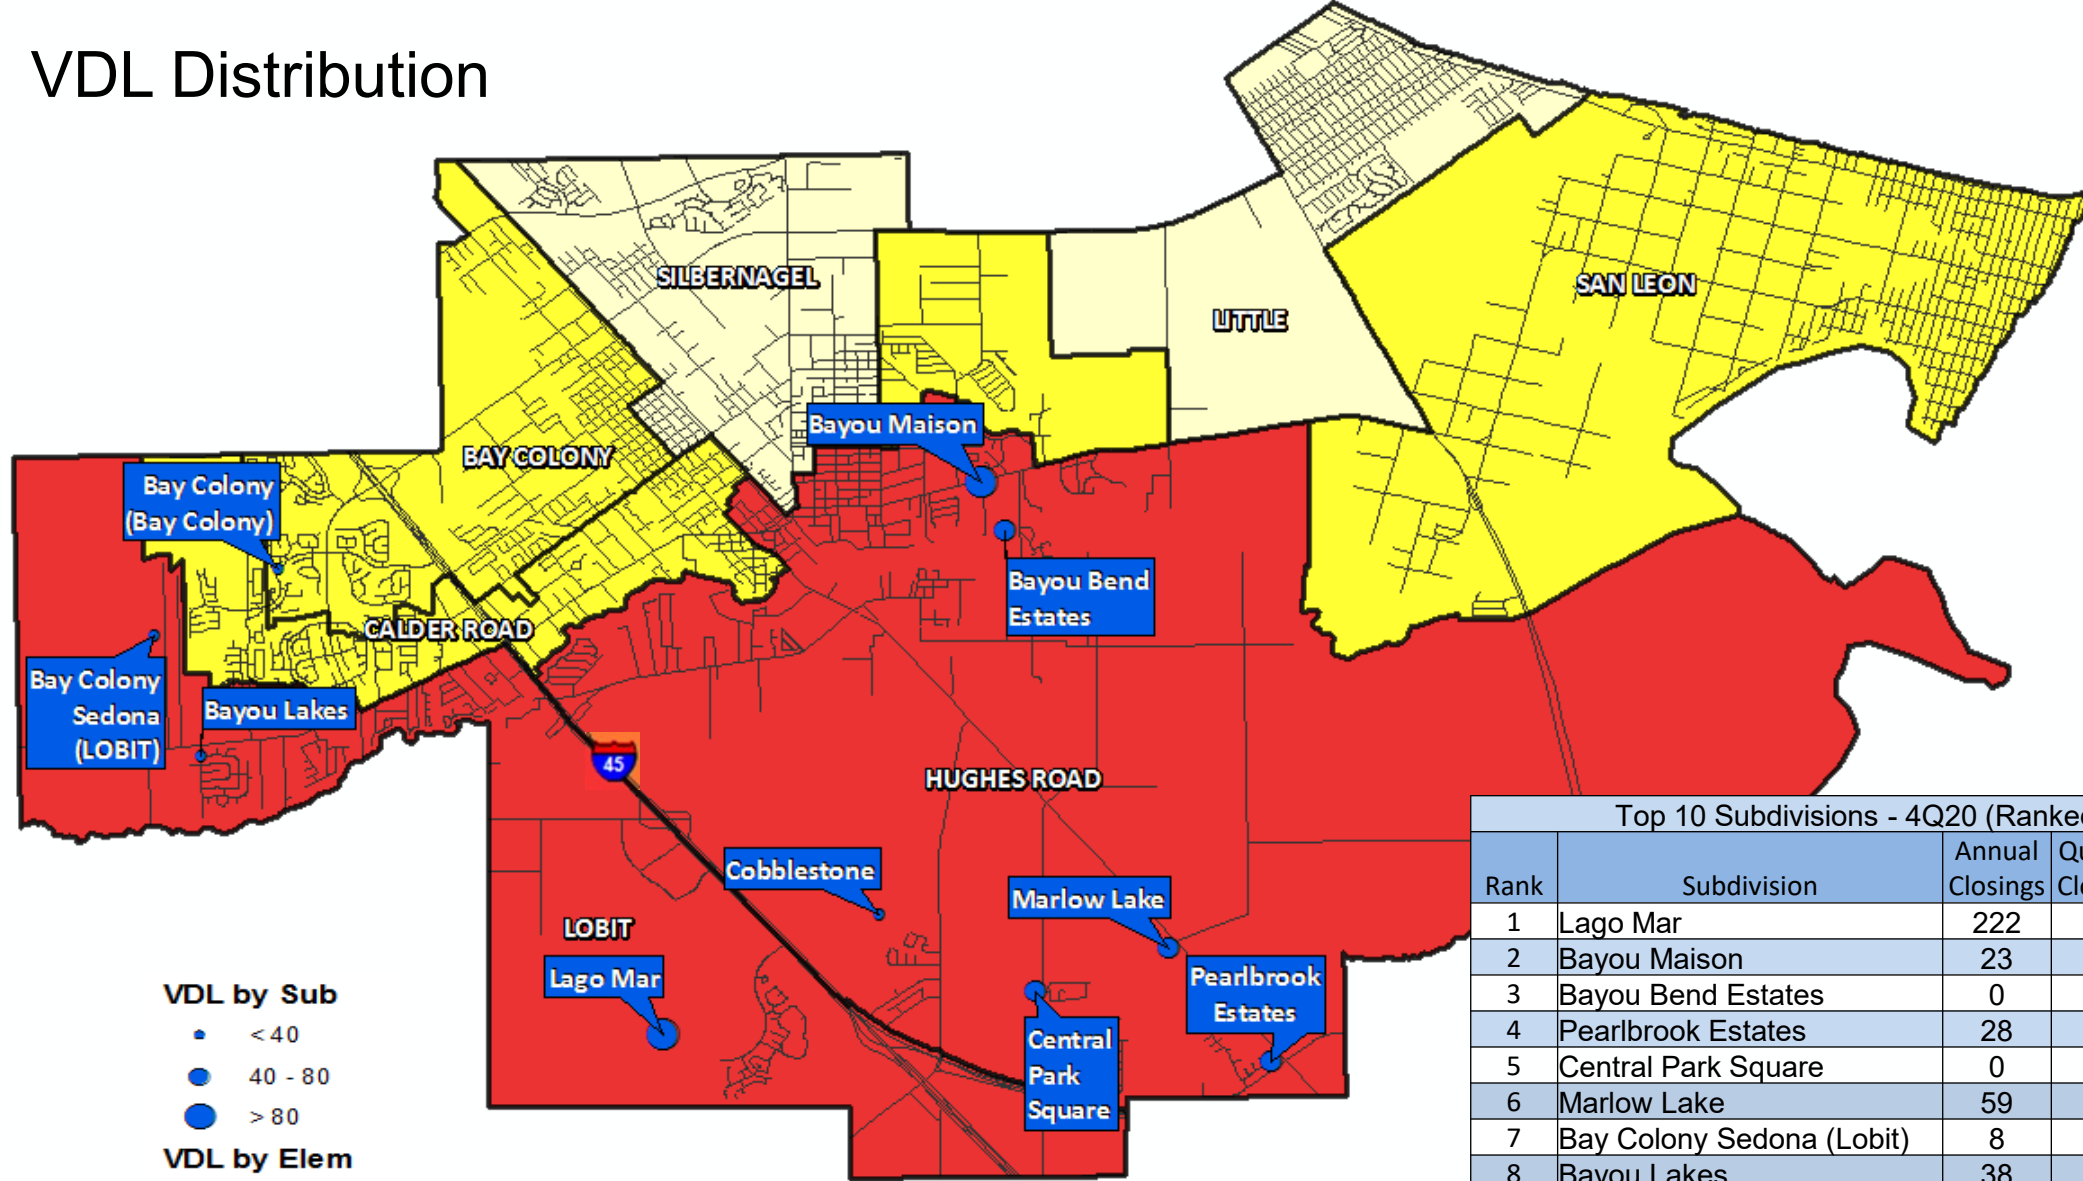 VDL Distribution
SILBERNAGEL
SAN LEON
LITTLE
Bayou Maison
BAY COLONY
Bay Colony
(Bay Colony)
Bayou Bend
Estates
CALDER ROAD
Bay Colony
Sedona
(LOBIT)
Bayou Lakes
45
HUGHES ROAD
Cobblestone
Marlow Lake
LOBIT
Lago Mar
Pearlbrook
Estates
Central
Park
Square
VDL by Sub
< 40
40 - 80
> 80
VDL by Elem
Top 10 Subdivisions - 4Q20 (Ranke
Rank Subdivision Annual Closings
1 Lago Mar 222
2 Bayou Maison 23
3 Bayou Bend Estates 0
4 Pearlbrook Estates 28
5 Central Park Square 0
6 Marlow Lake 59
7 Bay Colony Sedona (Lobit) 8
8 Bayou Lakes 38